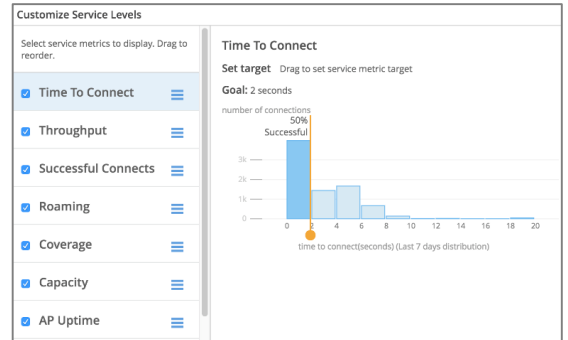 Customize Service Levels
Select service metrics to display. Drag to
reorder.
Time To Connect
Throughput
Successful Connects
Roaming
Coverage
Capacity
AP Uptime
Time To Connect
Set target Drag to set service metric target
Goal: 2 seconds
number of connections
50%
Successful
3k
2k
1k
0
0 2 4 6 8 10 12 14 16 18 20
time to connect(seconds) (Last 7 days distribution)